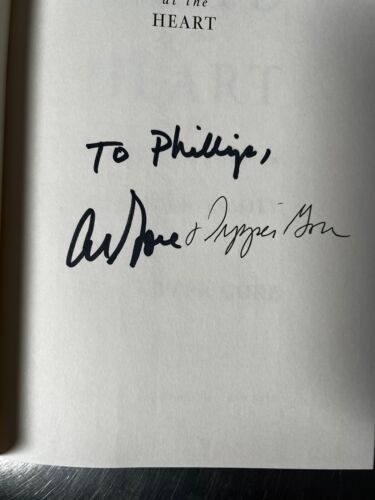 at the
HEART
To Phillip,
Al Gore & Tipper Gore